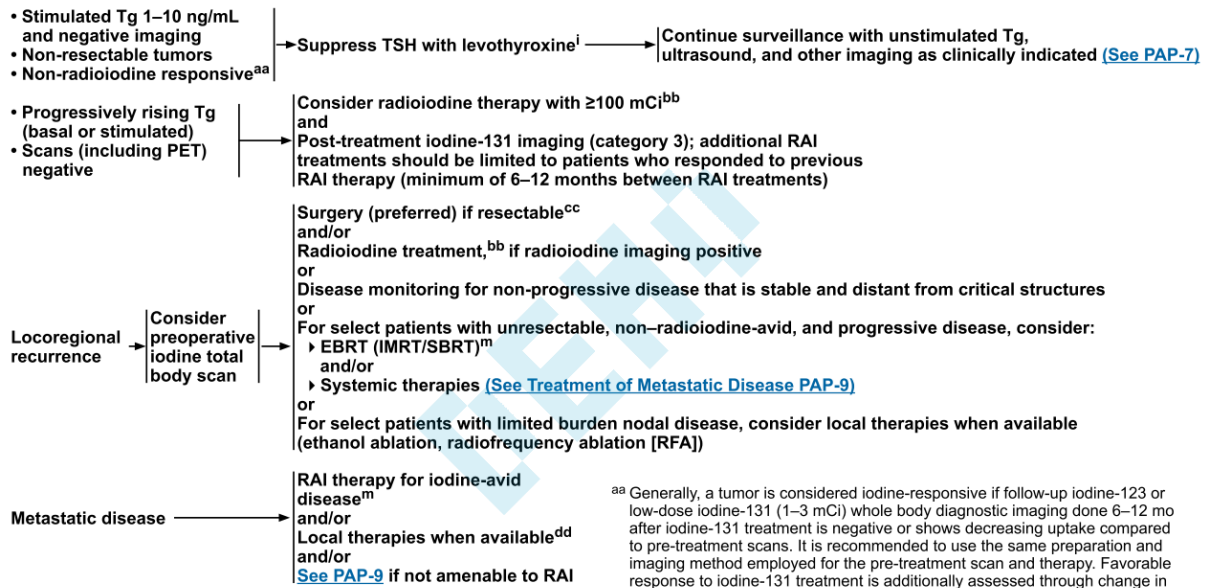 • Stimulated Tg 1–10 ng/mL
and negative imaging
• Non-resectable tumors
• Non-radioiodine responsiveaa
Suppress TSH with levothyroxinei
Continue surveillance with unstimulated Tg,
ultrasound, and other imaging as clinically indicated (See PAP-7)
• Progressively rising Tg
(basal or stimulated)
• Scans (including PET)
negative
Consider radioiodine therapy with ≥100 mCibb
and
Post-treatment iodine-131 imaging (category 3); additional RAI
treatments should be limited to patients who responded to previous
RAI therapy (minimum of 6–12 months between RAI treatments)
Locoregional
recurrence
Consider
preoperative
iodine total
body scan
Surgery (preferred) if resectablecc
and/or
Radioiodine treatment,bb if radioiodine imaging positive
or
Disease monitoring for non-progressive disease that is stable and distant from critical structures
or
For select patients with unresectable, non–radioiodine-avid, and progressive disease, consider:
EBRT (IMRT/SBRT)m
and/or
Systemic therapies (See Treatment of Metastatic Disease PAP-9)
or
For select patients with limited burden nodal disease, consider local therapies when available
(ethanol ablation, radiofrequency ablation [RFA])
Metastatic disease
RAI therapy for iodine-avid
diseasem
and/or
Local therapies when availabledd
and/or
See PAP-9 if not amenable to RAI
aa Generally, a tumor is considered iodine-responsive if follow-up iodine-123 or
low-dose iodine-131 (1–3 mCi) whole body diagnostic imaging done 6–12 mo
after iodine-131 treatment is negative or shows decreasing uptake compared
to pre-treatment scans. It is recommended to use the same preparation and
imaging method employed for the pre-treatment scan and therapy. Favorable
response to iodine-131 treatment is additionally assessed through change in